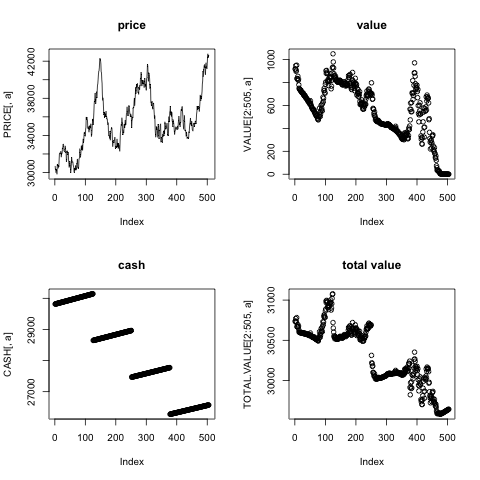 price
PRICE[, a]
30000 34000 38000 42000
0 100 200 300 400 500
Index
value
VALUE[2:505, a]
0 200 600 1000
0 100 200 300 400 500
Index
cash
CASH[, a]
27000 29000
0 100 200 300 400 500
Index
total value
TOTAL.VALUE[2:505, a]
30000 30500 31000
0 100 200 300 400 500
Index